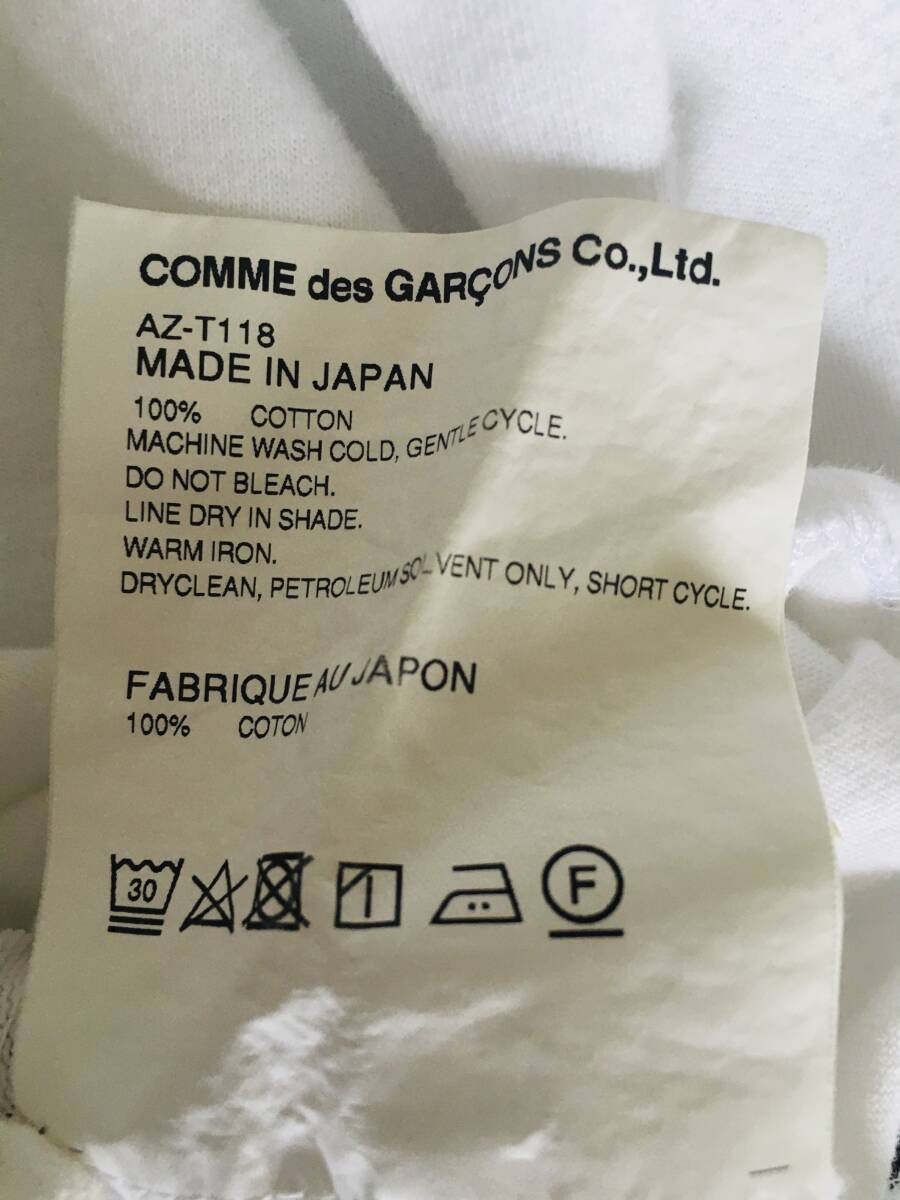 COMME des GARÇONS Co.,Ltd.
AZ-T118
MADE IN JAPAN
100% COTTON
MACHINE WASH COLD, GENTLE CYCLE.
DO NOT BLEACH.
LINE DRY IN SHADE.
WARM IRON.
DRYCLEAN, PETROLEUM SOLVENT ONLY, SHORT CYCLE.
FABRIQUE AU JAPON
100% COTON
30 F